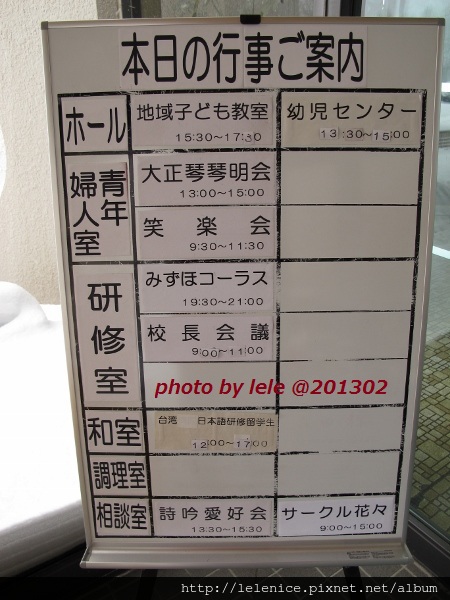 本日の行事ご案内
ホール
地域子ども教室
15:30～17:30
幼児センター
13:30～15:00
青年
婦人室
大正琴琴明会
13:00～15:00
笑楽会
9:30～11:30
研修室
みずほコーラス
19:30～21:00
校長会議
9:00～11:00
photo by lele @201302
和室
台湾 日本語研修留学生
12:00～17:00
調理室
相談室
詩吟愛好会
13:30～15:30
サークル花々
9:00～15:00
http://lelenice.pixnet.net/album